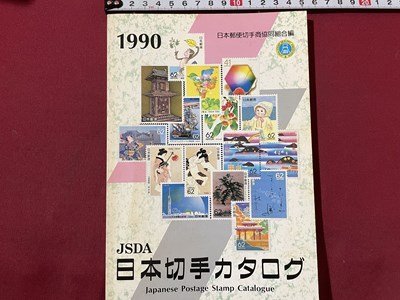 1990
日本郵便切手商協同組合編
JSDA
日本切手カタログ
Japanese Postage Stamp Catalogue